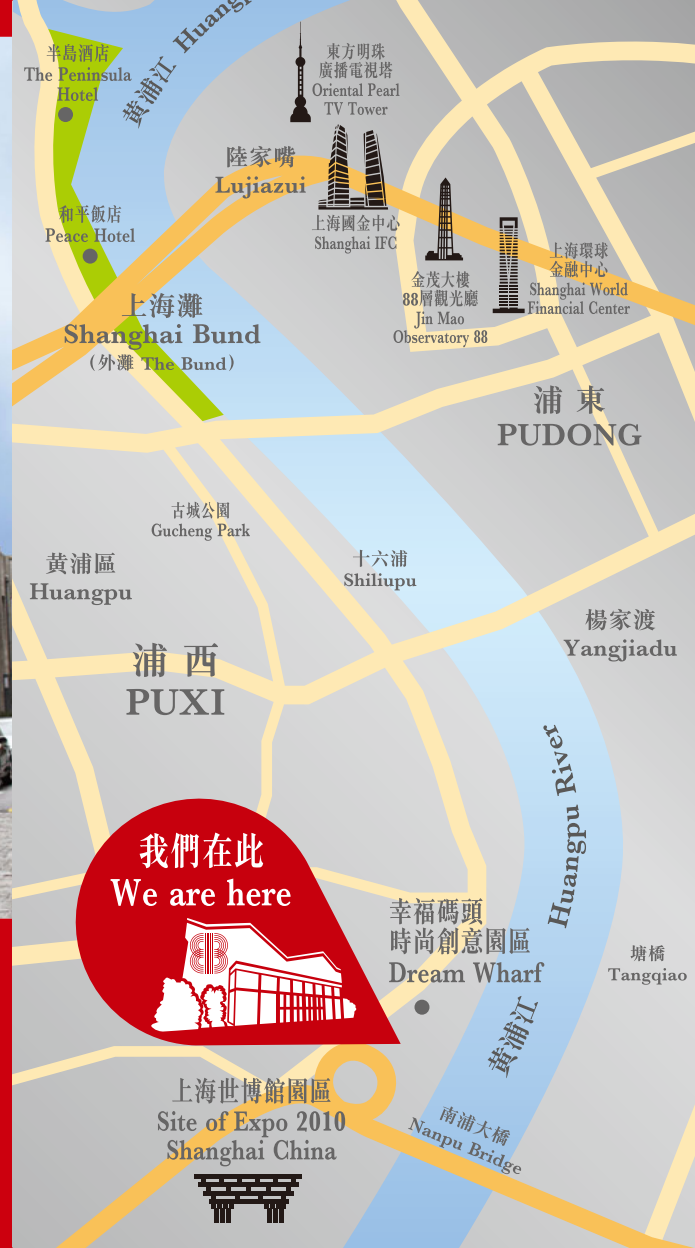 半島酒店
The Peninsula
Hotel
黄浦江 Huang
東方明珠
廣播電視塔
Oriental Pearl
TV Tower
陸家嘴
Lujiazui
上海國金中心
Shanghai IFC
和平飯店
Peace Hotel
金茂大樓
88層觀光廳
Jin Mao
Observatory 88
上海環球
金融中心
Shanghai World
Financial Center
上海灘
Shanghai Bund
（外灘 The Bund）
浦 東
PUDONG
古城公園
Gucheng Park
黄浦區
Huangpu
十六浦
Shiliupu
楊家渡
Yangjiadu
浦 西
PUXI
Huangpu River
我們在此
We are here
幸福碼頭
時尚創意園區
Dream Wharf
塘橋
Tangqiao
黄浦江
上海世博館園區
Site of Expo 2010
Shanghai China
南浦大橋
Nanpu Bridge